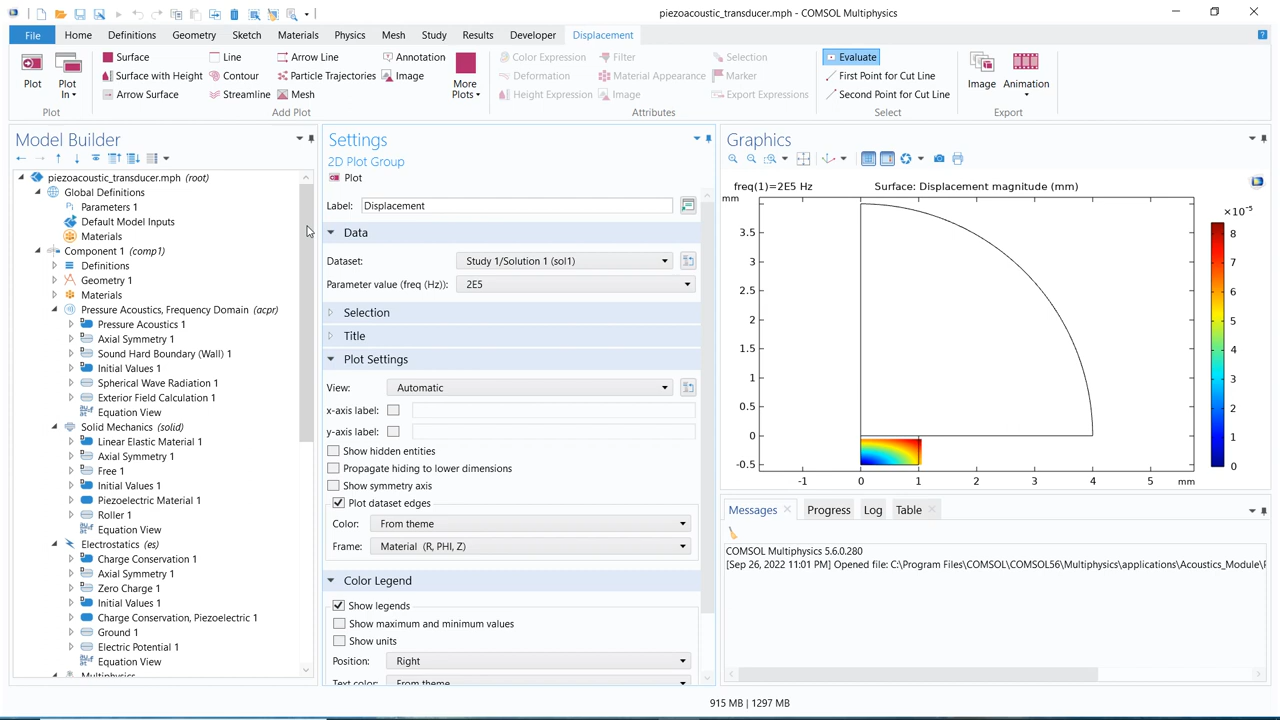 piezoacoustic_transducer.mph - COMSOL Multiphysics
File Home Definitions Geometry Sketch Materials Physics Mesh Study Results Developer Displacement
Surface Line Arrow Line Annotation Color Expression Filter Selection Evaluate
Plot Plot In Surface with Height Contour Particle Trajectories Image More Plots Deformation Material Appearance Marker First Point for Cut Line Image Animation
Arrow Surface Streamline Mesh Height Expression Image Export Expressions Second Point for Cut Line
Plot Add Plot Attributes Select Export
Model Builder
piezoacoustic_transducer.mph (root)
Global Definitions
Parameters 1
Default Model Inputs
Materials
Component 1 (comp1)
Definitions
Geometry 1
Materials
Pressure Acoustics, Frequency Domain (acpr)
Pressure Acoustics 1
Axial Symmetry 1
Sound Hard Boundary (Wall) 1
Initial Values 1
Spherical Wave Radiation 1
Exterior Field Calculation 1
Equation View
Solid Mechanics (solid)
Linear Elastic Material 1
Axial Symmetry 1
Free 1
Initial Values 1
Piezoelectric Material 1
Roller 1
Equation View
Electrostatics (es)
Charge Conservation 1
Axial Symmetry 1
Zero Charge 1
Initial Values 1
Charge Conservation, Piezoelectric 1
Ground 1
Electric Potential 1
Equation View
Multiphysics
Settings
2D Plot Group
Plot
Label: Displacement
Data
Dataset: Study 1/Solution 1 (sol1)
Parameter value (freq (Hz)): 2E5
Selection
Title
Plot Settings
View: Automatic
x-axis label:
y-axis label:
Show hidden entities
Propagate hiding to lower dimensions
Show symmetry axis
Plot dataset edges
Color: From theme
Frame: Material (R, PHI, Z)
Color Legend
Show legends
Show maximum and minimum values
Show units
Position: Right
Text color: From theme
Graphics
freq(1)=2E5 Hz Surface: Displacement magnitude (mm)
mm
×10⁻⁵
3.5
3
2.5
2
1.5
1
0.5
0
-0.5
-1 0 1 2 3 4 5 mm
8
7
6
5
4
3
2
1
0
Messages Progress Log Table
COMSOL Multiphysics 5.6.0.280
[Sep 26, 2022 11:01 PM] Opened file: C:\Program Files\COMSOL\COMSOL56\Multiphysics\applications\Acoustics_Module\
915 MB | 1297 MB